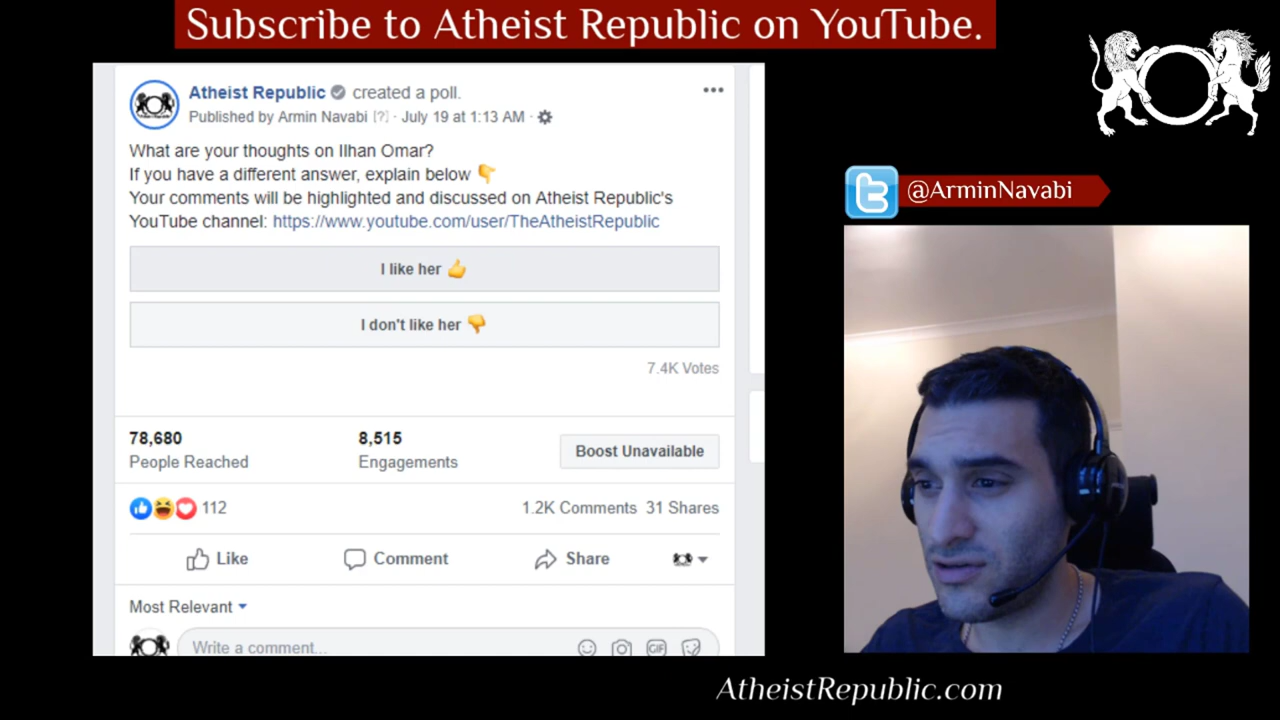 Subscribe to Atheist Republic on YouTube.
Atheist Republic created a poll.
Published by Armin Navabi [?] · July 19 at 1:13 AM ·
What are your thoughts on Ilhan Omar?
If you have a different answer, explain below 👇
Your comments will be highlighted and discussed on Atheist Republic's
YouTube channel: https://www.youtube.com/user/TheAtheistRepublic
I like her 👍
I don't like her 👎
7.4K Votes
78,680
People Reached
8,515
Engagements
Boost Unavailable
112
1.2K Comments 31 Shares
Like
Comment
Share
Most Relevant
Write a comment...
GIF
@ArminNavabi
AtheistRepublic.com